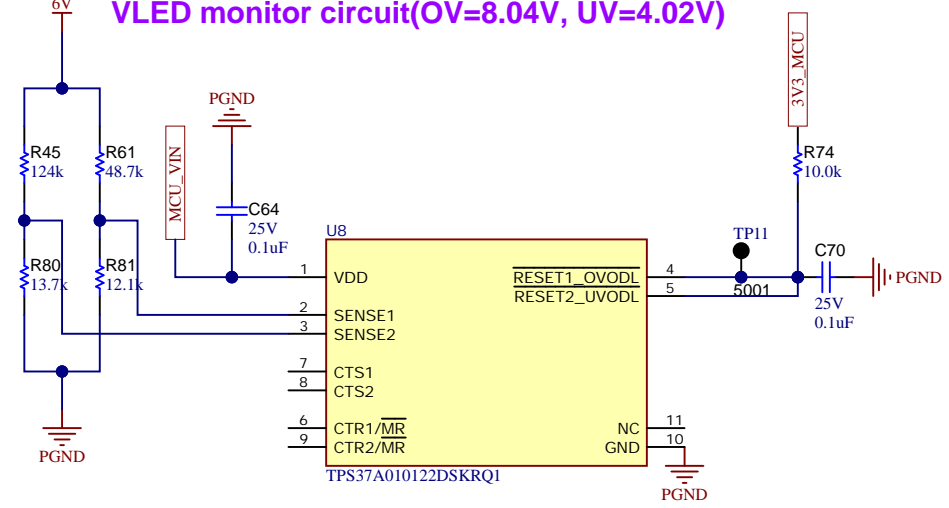 6V
VLED monitor circuit(OV=8.04V, UV=4.02V)
3V3_MCU
PGND
R45
124k
R61
48.7k
MCU_VIN
R74
10.0k
C64
25V
0.1uF
U8
TP11
C70
R80
13.7k
R81
12.1k
1
VDD
RESET1_OVODL
4
5001
PGND
RESET2_UVODL
5
25V
0.1uF
2
SENSE1
3
SENSE2
7
CTS1
8
CTS2
6
CTR1/MR
NC
11
9
CTR2/MR
GND
10
PGND
TPS37A010122DSKRQ1
PGND